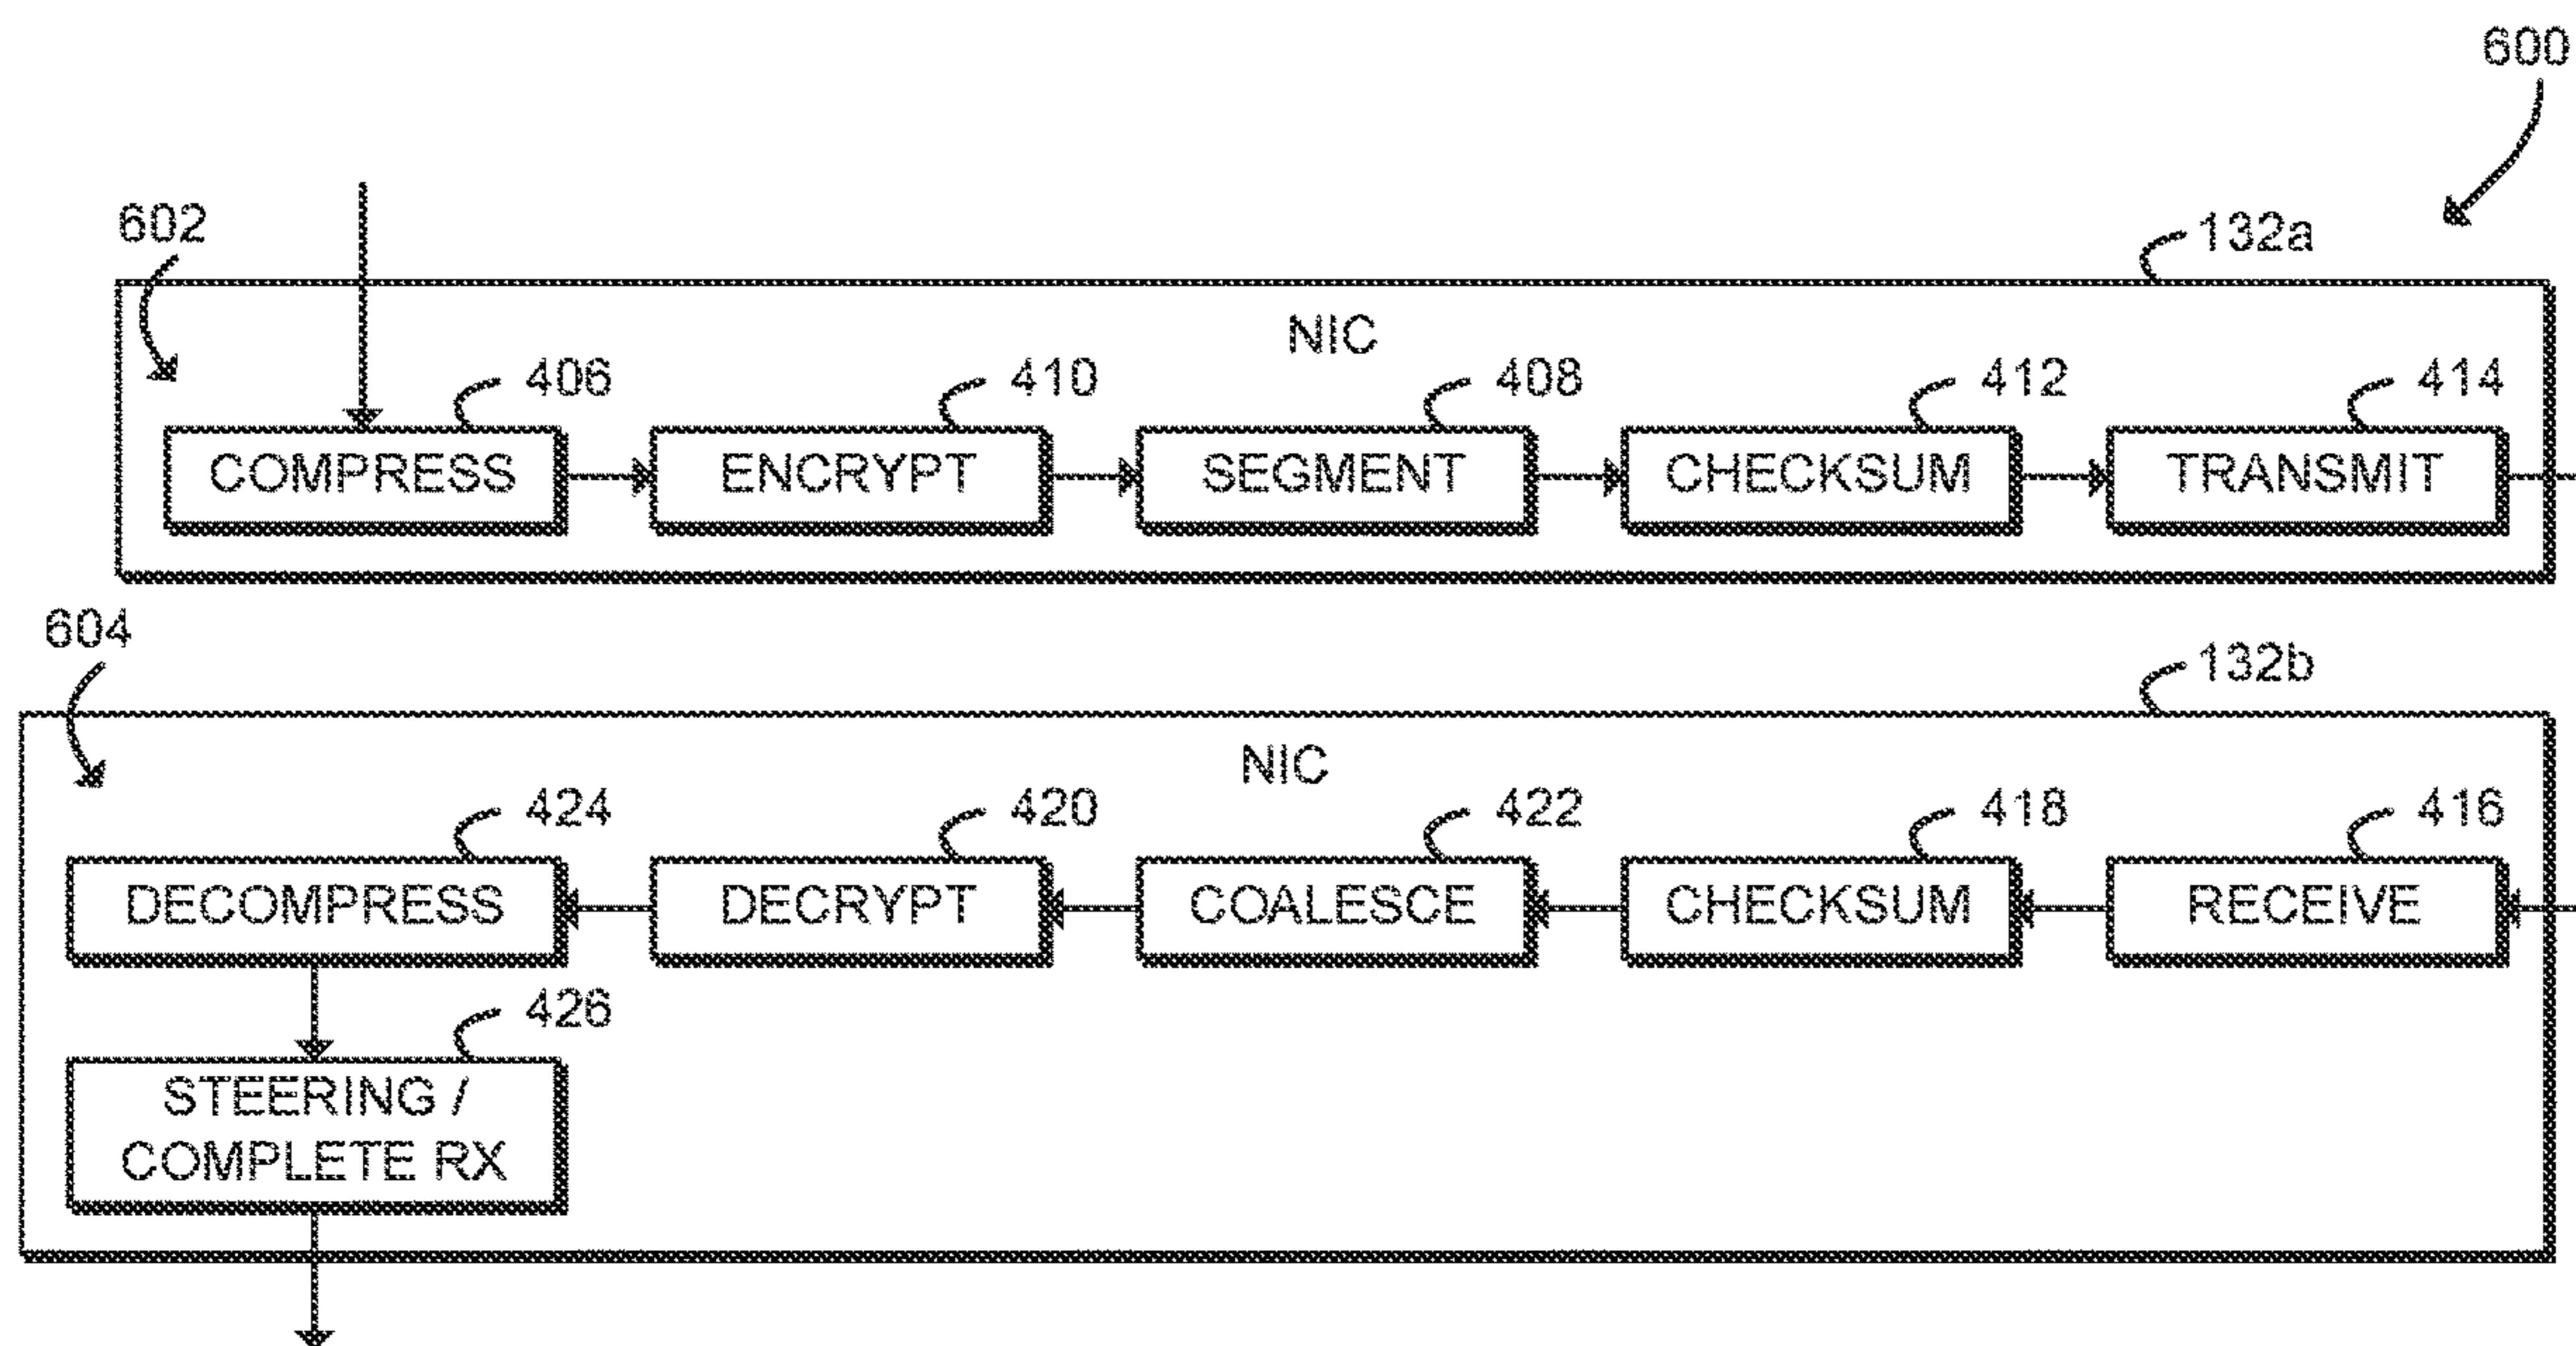 600
602
132a
NIC
406
410
408
412
414
COMPRESS
ENCRYPT
SEGMENT
CHECKSUM
TRANSMIT
604
132b
NIC
424
420
422
418
416
DECOMPRESS
DECRYPT
COALESCE
CHECKSUM
RECEIVE
426
STEERING /
COMPLETE RX